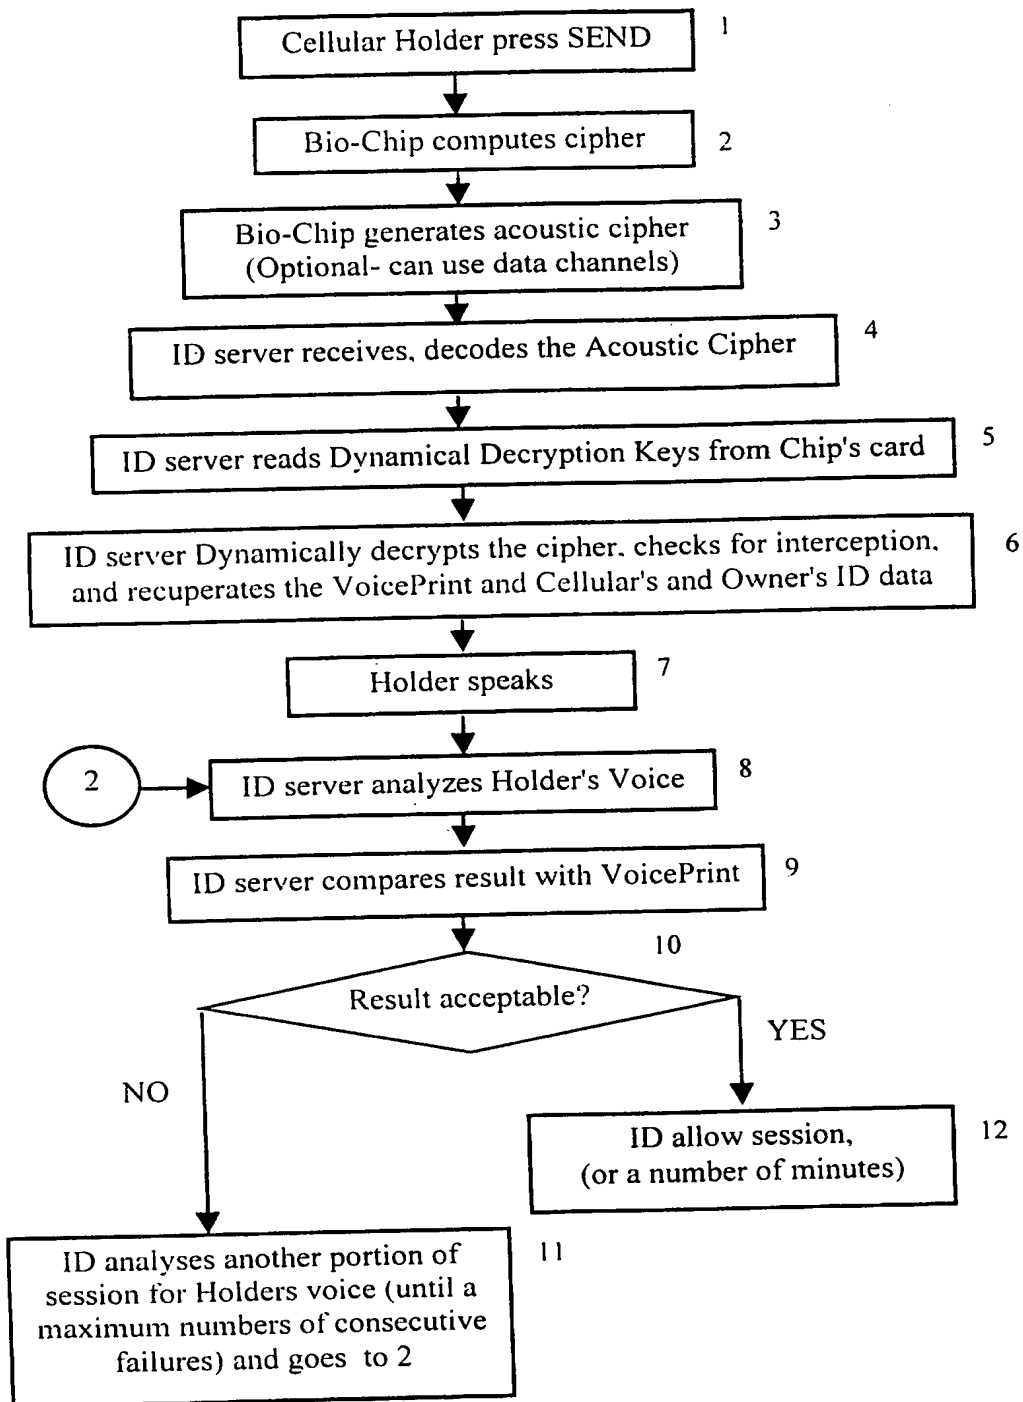 Cellular Holder press SEND
1
Bio-Chip computes cipher
2
Bio-Chip generates acoustic cipher
(Optional- can use data channels)
3
ID server receives, decodes the Acoustic Cipher
4
ID server reads Dynamical Decryption Keys from Chip's card
5
ID server Dynamically decrypts the cipher, checks for interception,
and recuperates the VoicePrint and Cellular's and Owner's ID data
6
Holder speaks
7
2
ID server analyzes Holder's Voice
8
ID server compares result with VoicePrint
9
10
Result acceptable?
YES
NO
ID allow session,
(or a number of minutes)
12
ID analyses another portion of
session for Holders voice (until a
maximum numbers of consecutive
failures) and goes to 2
11